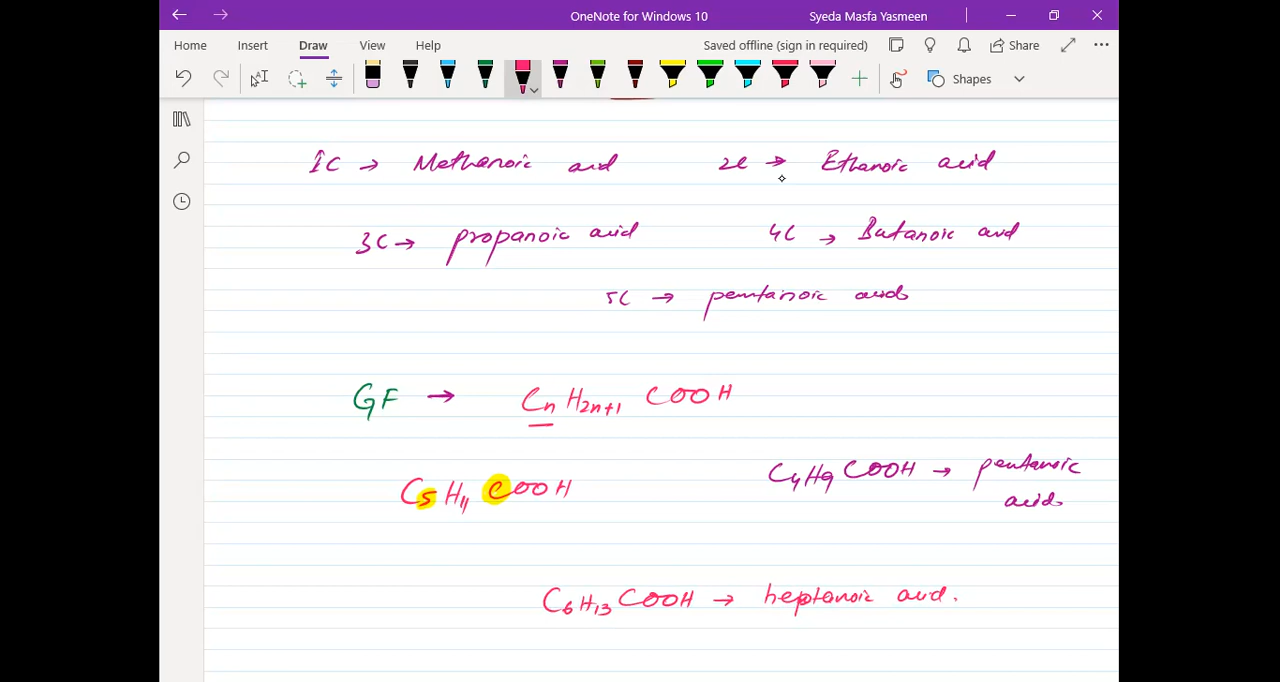 OneNote for Windows 10 Syeda Masfa Yasmeen
Home Insert Draw View Help Saved offline (sign in required) Share
Shapes
1C → Methanoic acid 2C → Ethanoic acid
3C → propanoic acid 4C → Butanoic acid
5C → pentanoic acids
GF → CnH2n+1 COOH
C4H9 COOH → pentanoic
acids
C5H11 COOH
C6H13 COOH → heptanoic acid.